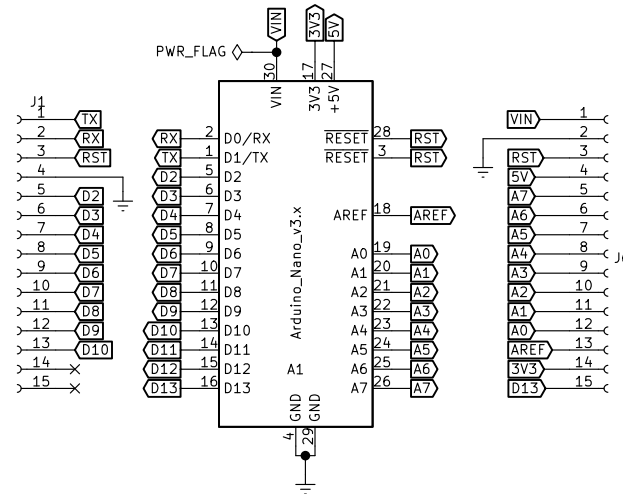 VIN
3V3
5V
PWR_FLAG
30
17
27
VIN
3V3
+5V
J1
1 TX
2 RX
3 RST
4
5 D2
6 D3
7 D4
8 D5
9 D6
10 D7
11 D8
12 D9
13 D10
14
15
RX 2 D0/RX
TX 1 D1/TX
D2 5 D2
D3 6 D3
D4 7 D4
D5 8 D5
D6 9 D6
D7 10 D7
D8 11 D8
D9 12 D9
D10 13 D10
D11 14 D11
D12 15 D12
D13 16 D13
Arduino_Nano_v3.x
A1
RESET 28 RST
RESET 3 RST
AREF 18 AREF
A0 19 A0
A1 20 A1
A2 21 A2
A3 22 A3
A4 23 A4
A5 24 A5
A6 25 A6
A7 26 A7
GND
GND
4
29
VIN 1
2
RST 3
5V 4
A7 5
A6 6
A5 7
A4 8
A3 9
A2 10
A1 11
A0 12
AREF 13
3V3 14
D13 15